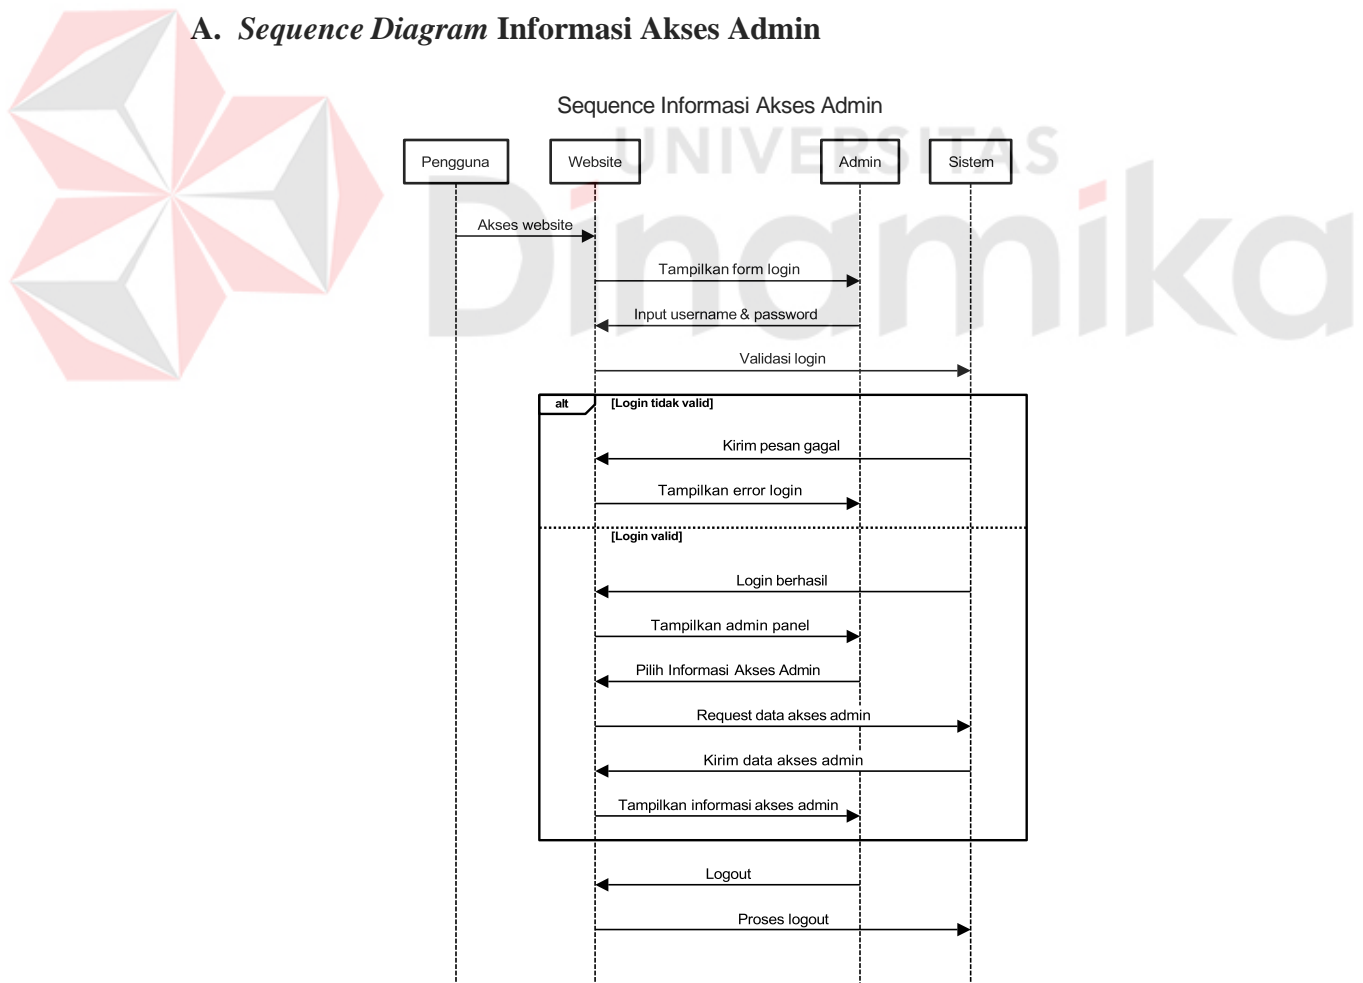 A. Sequence Diagram Informasi Akses Admin
Sequence Informasi Akses Admin
UNIVERSITAS
Dinamika
Pengguna
Website
Admin
Sistem
Akses website
Tampilkan form login
Input username & password
Validasi login
alt
[Login tidak valid]
Kirim pesan gagal
Tampilkan error login
[Login valid]
Login berhasil
Tampilkan admin panel
Pilih Informasi Akses Admin
Request data akses admin
Kirim data akses admin
Tampilkan informasi akses admin
Logout
Proses logout